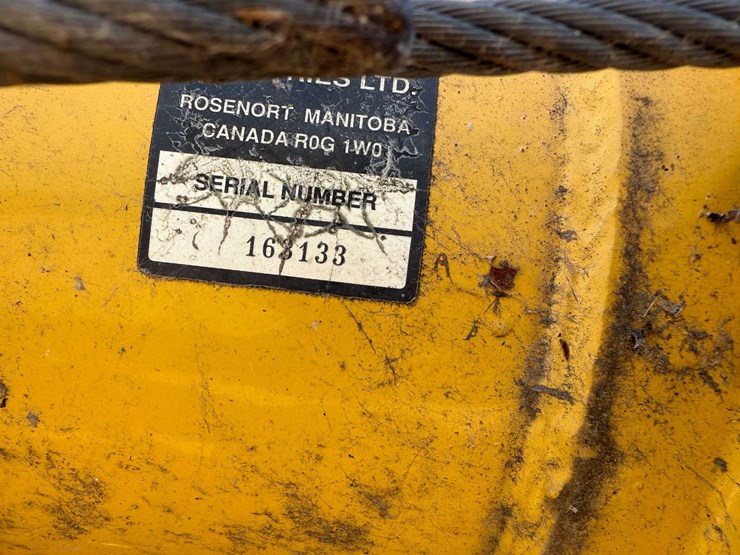 LTD.
ROSENORT MANITOBA
CANADA R0G 1W0
SERIAL NUMBER
163133